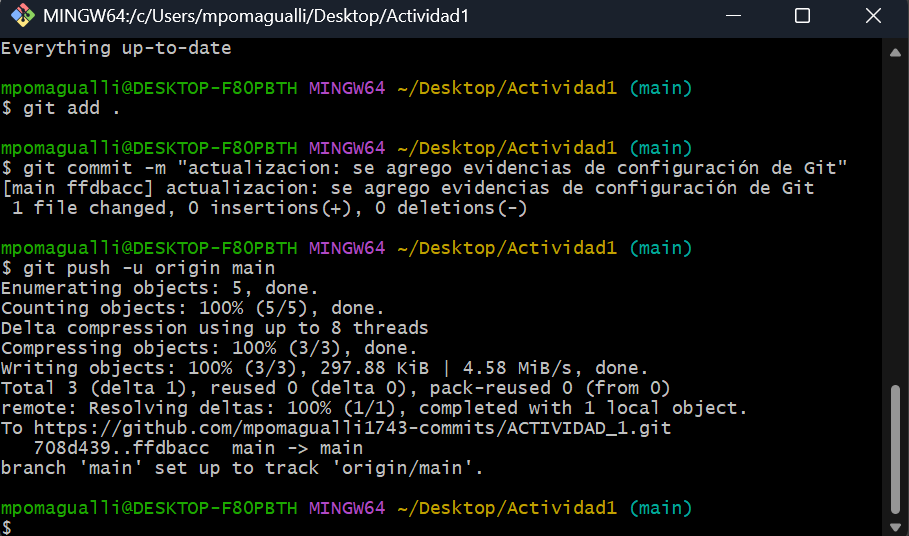 MINGW64:/c/Users/mpomagualli/Desktop/Actividad1
Everything up-to-date
mpomagualli@DESKTOP-F8OPBTH MINGW64 ~/Desktop/Actividad1 (main)
$ git add .
mpomagualli@DESKTOP-F8OPBTH MINGW64 ~/Desktop/Actividad1 (main)
$ git commit -m "actualizacion: se agrego evidencias de configuración de Git"
[main ffdbacc] actualizacion: se agrego evidencias de configuración de Git
 1 file changed, 0 insertions(+), 0 deletions(-)
mpomagualli@DESKTOP-F8OPBTH MINGW64 ~/Desktop/Actividad1 (main)
$ git push -u origin main
Enumerating objects: 5, done.
Counting objects: 100% (5/5), done.
Delta compression using up to 8 threads
Compressing objects: 100% (3/3), done.
Writing objects: 100% (3/3), 297.88 KiB | 4.58 MiB/s, done.
Total 3 (delta 1), reused 0 (delta 0), pack-reused 0 (from 0)
remote: Resolving deltas: 100% (1/1), completed with 1 local object.
To https://github.com/mpomagualli1743-commits/ACTIVIDAD_1.git
   708d439..ffdbacc  main -> main
branch 'main' set up to track 'origin/main'.
mpomagualli@DESKTOP-F8OPBTH MINGW64 ~/Desktop/Actividad1 (main)
$